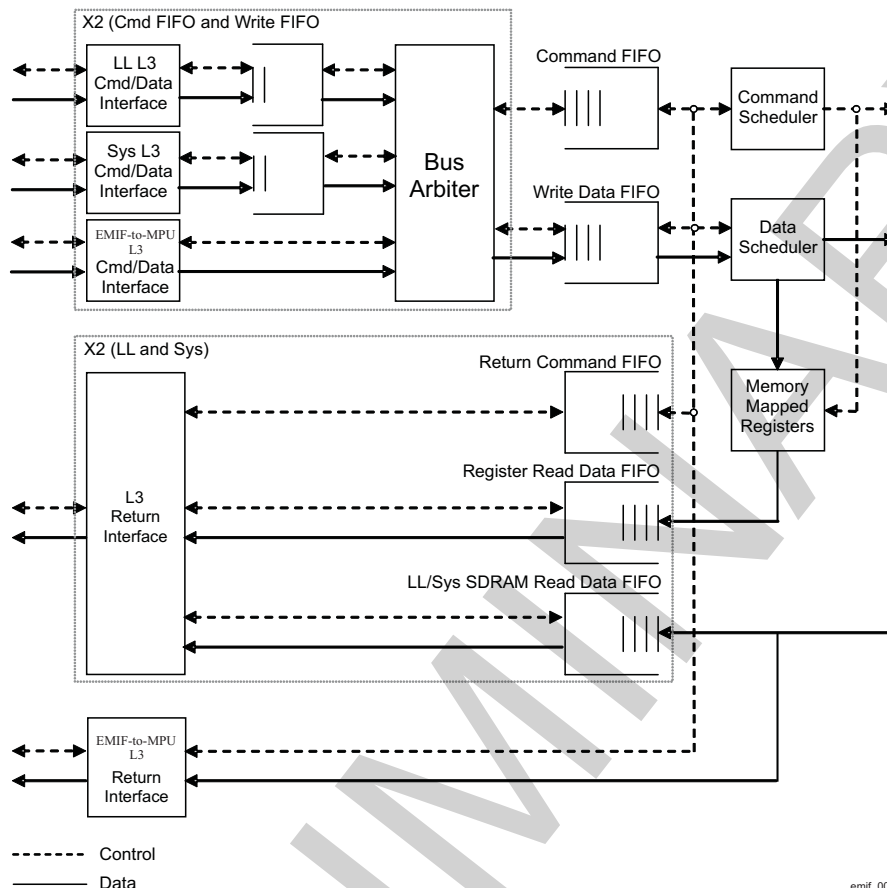 X2 (Cmd FIFO and Write FIFO
LL L3
Cmd/Data
Interface
Sys L3
Cmd/Data
Interface
EMIF-to-MPU
L3
Cmd/Data
Interface
Bus
Arbiter
Command FIFO
Command
Scheduler
Write Data FIFO
Data
Scheduler
X2 (LL and Sys)
Return Command FIFO
Memory
Mapped
Registers
Register Read Data FIFO
L3
Return
Interface
LL/Sys SDRAM Read Data FIFO
EMIF-to-MPU
L3
Return
Interface
Control
Data